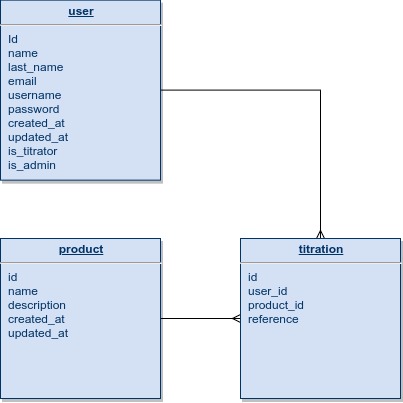 user
Id
name
last_name
email
username
password
created_at
updated_at
is_titrator
is_admin
product
id
name
description
created_at
updated_at
titration
id
user_id
product_id
reference